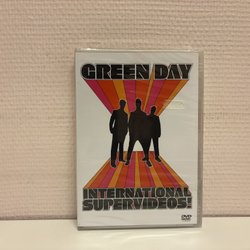 GREEN DAY
INTERNATIONAL
SUPERVIDEOS!
DVD